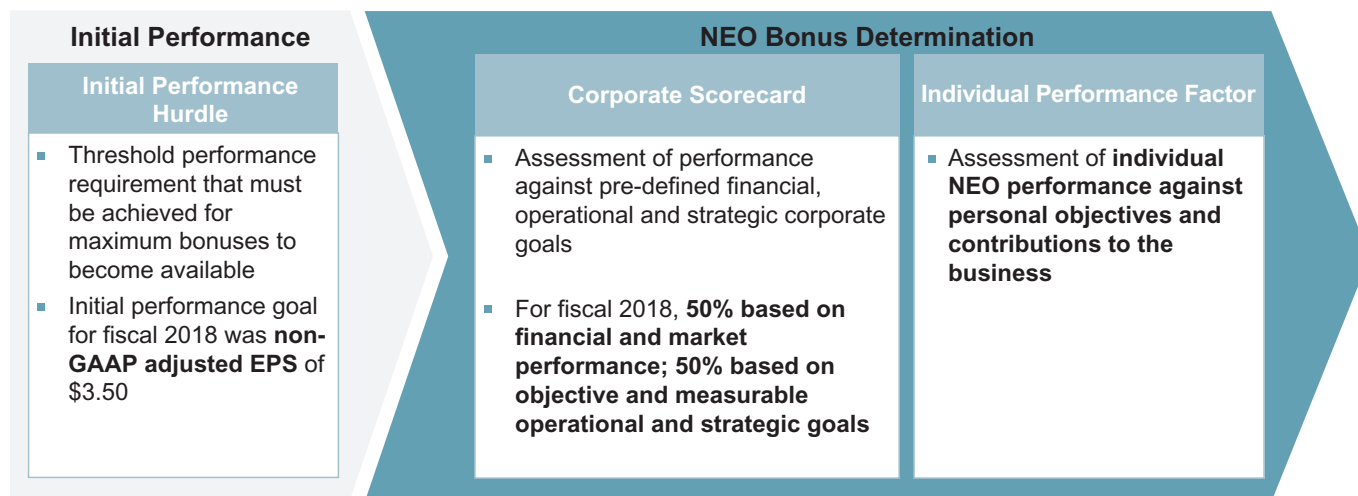 Initial Performance
Initial Performance
Hurdle
▪ Threshold performance
requirement that must
be achieved for
maximum bonuses to
become available
▪ Initial performance goal
for fiscal 2018 was non-
GAAP adjusted EPS of
$3.50
NEO Bonus Determination
Corporate Scorecard
▪ Assessment of performance
against pre-defined financial,
operational and strategic corporate
goals
▪ For fiscal 2018, 50% based on
financial and market
performance; 50% based on
objective and measurable
operational and strategic goals
Individual Performance Factor
▪ Assessment of individual
NEO performance against
personal objectives and
contributions to the
business